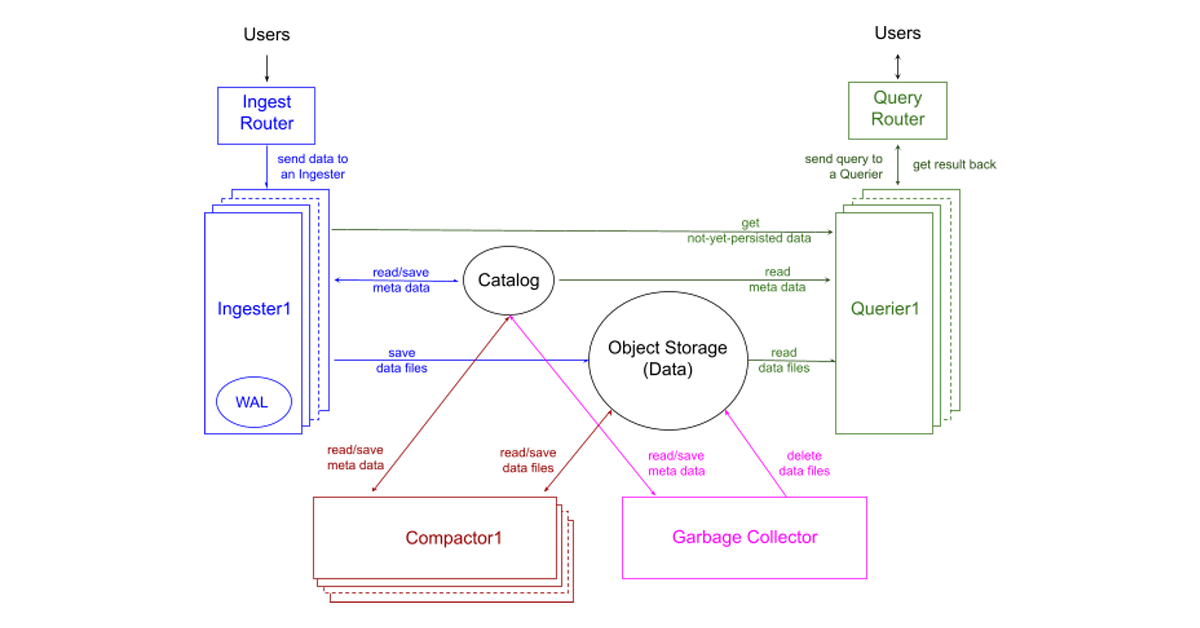 Users
Users
Ingest
Router
Query
Router
send data to
an Ingester
send query to
a Querier
get result back
get
not-yet-persisted data
read/save
meta data
Catalog
read
meta data
Ingester1
Querier1
Object Storage
(Data)
save
data files
read
data files
WAL
read/save
meta data
read/save
data files
read/save
meta data
delete
data files
Compactor1
Garbage Collector